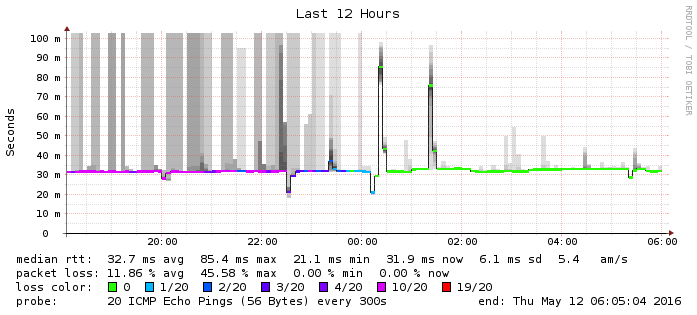 Last 12 Hours
RRDTOOL / TOBI OETIKER
Seconds
100 m
90 m
80 m
70 m
60 m
50 m
40 m
30 m
20 m
10 m
0
20:00 22:00 00:00 02:00 04:00 06:00
median rtt: 32.7 ms avg 85.4 ms max 21.1 ms min 31.9 ms now 6.1 ms sd 5.4 am/s
packet loss: 11.86 % avg 45.58 % max 0.00 % min 0.00 % now
loss color: 0 1/20 2/20 3/20 4/20 10/20 19/20
probe: 20 ICMP Echo Pings (56 Bytes) every 300s end: Thu May 12 06:05:04 2016